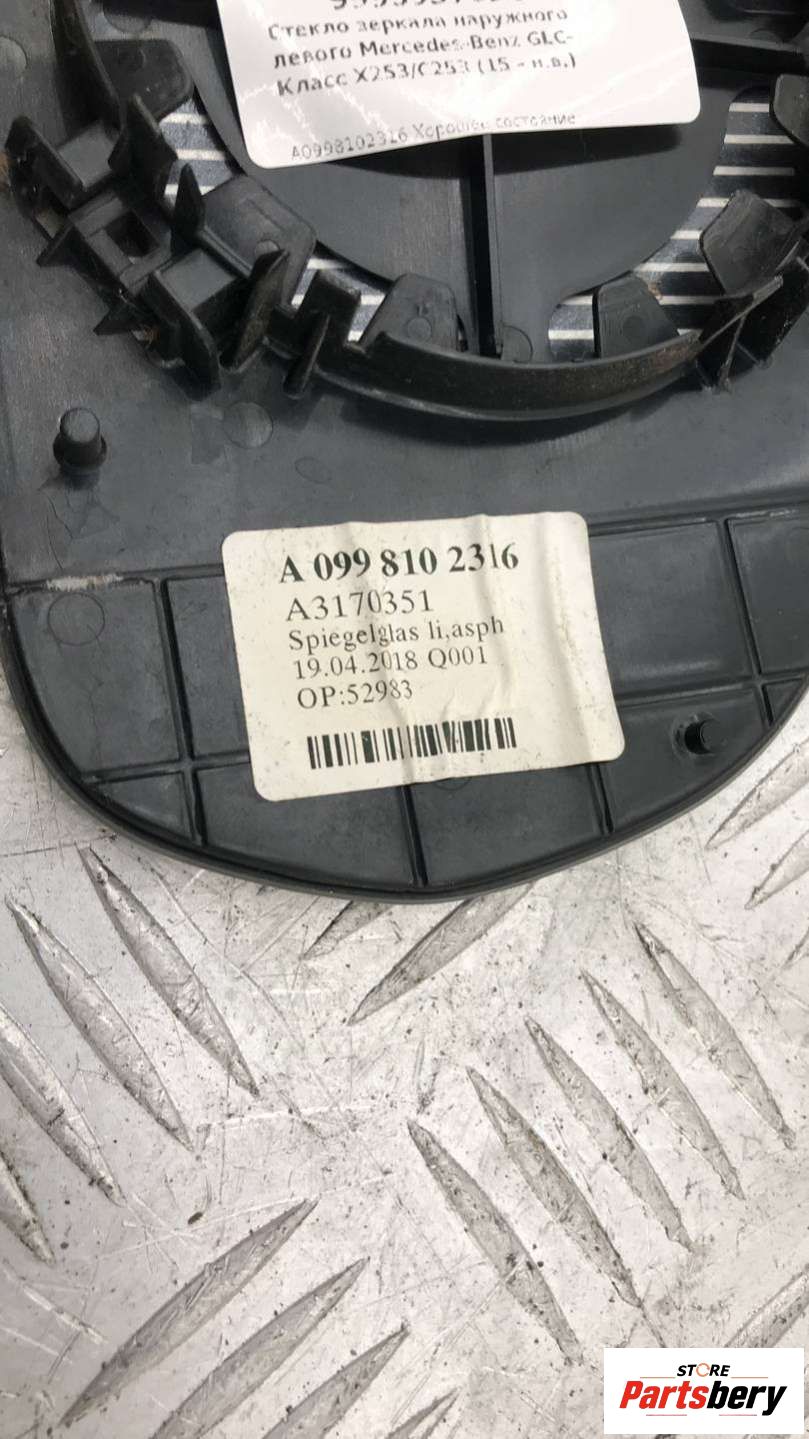 Стекло зеркала наружного
левого Mercedes-Benz GLC-
Класс X253/C253 (15 - н.в.)
A0998102316 Хорошее состояние
A 099 810 2316
A3170351
Spiegelglas li,asph
19.04.2018 Q001
OP:52983
STORE
Partsbery